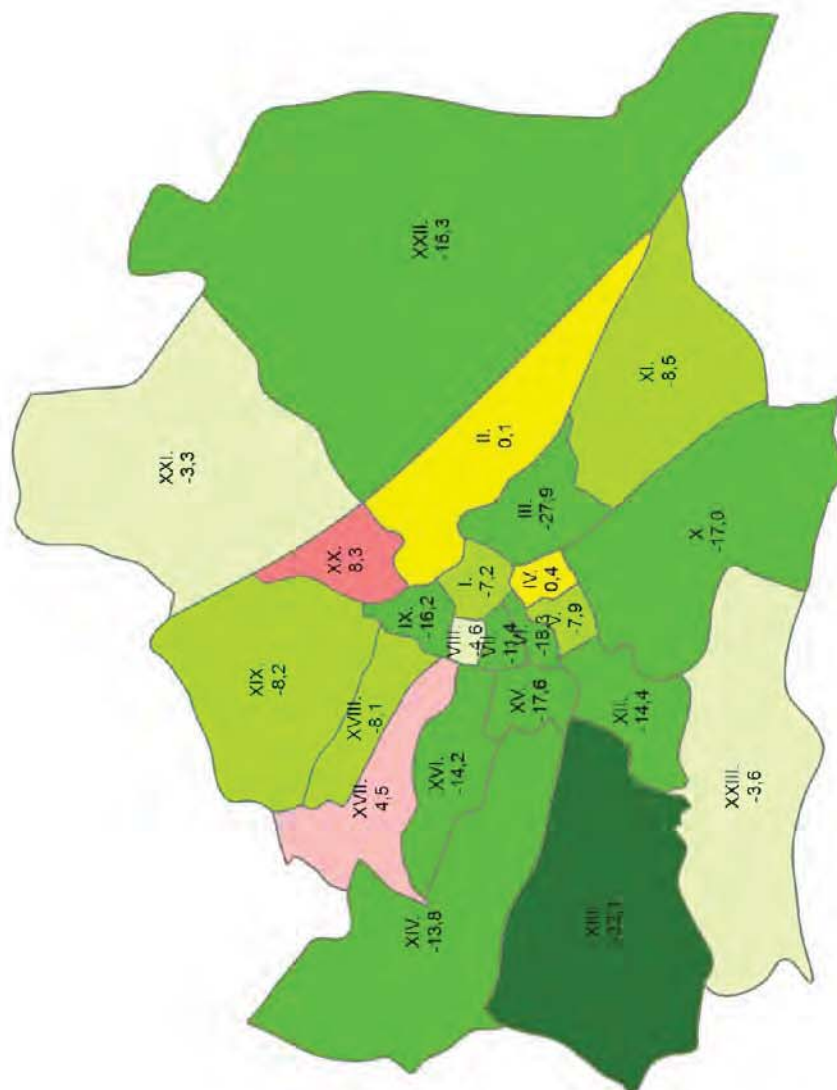 XXI.
-3,3
XXII.
XX.
8,3
II.
0,1
XIX.
-8,2
XVIII.
-8,1
IX.
-16,2
I.
-7,2
III.
-27,9
XI.
-8,5
XVII.
4,5
VIII.
-4,6
VII.
-11,4
IV.
0,4
VI.
-18,3
V.
-7,9
X.
-17,0
XVI.
-14,2
XV.
-17,6
XII.
-14,4
XIV.
-13,8
XIII.
XXIII.
-3,6